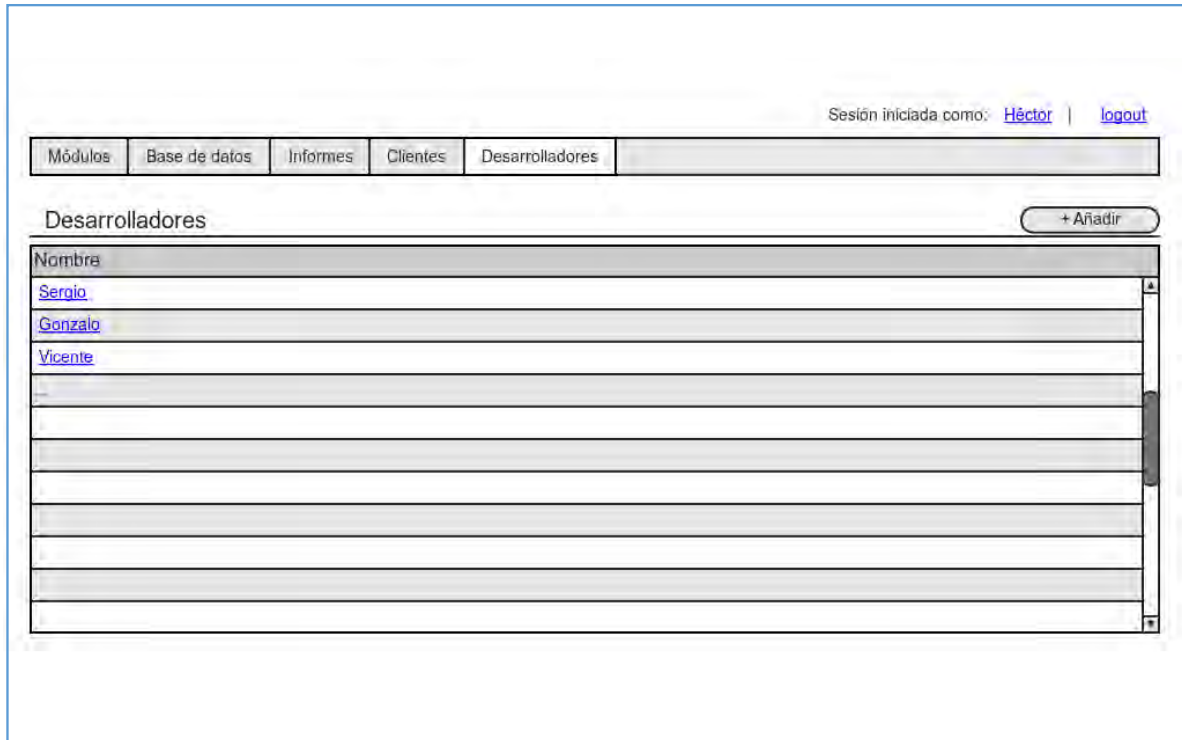 Sesión iniciada como: Héctor | logout
Módulos Base de datos Informes Clientes Desarrolladores
Desarrolladores + Añadir
Nombre
Sergio
Gonzalo
Vicente
...